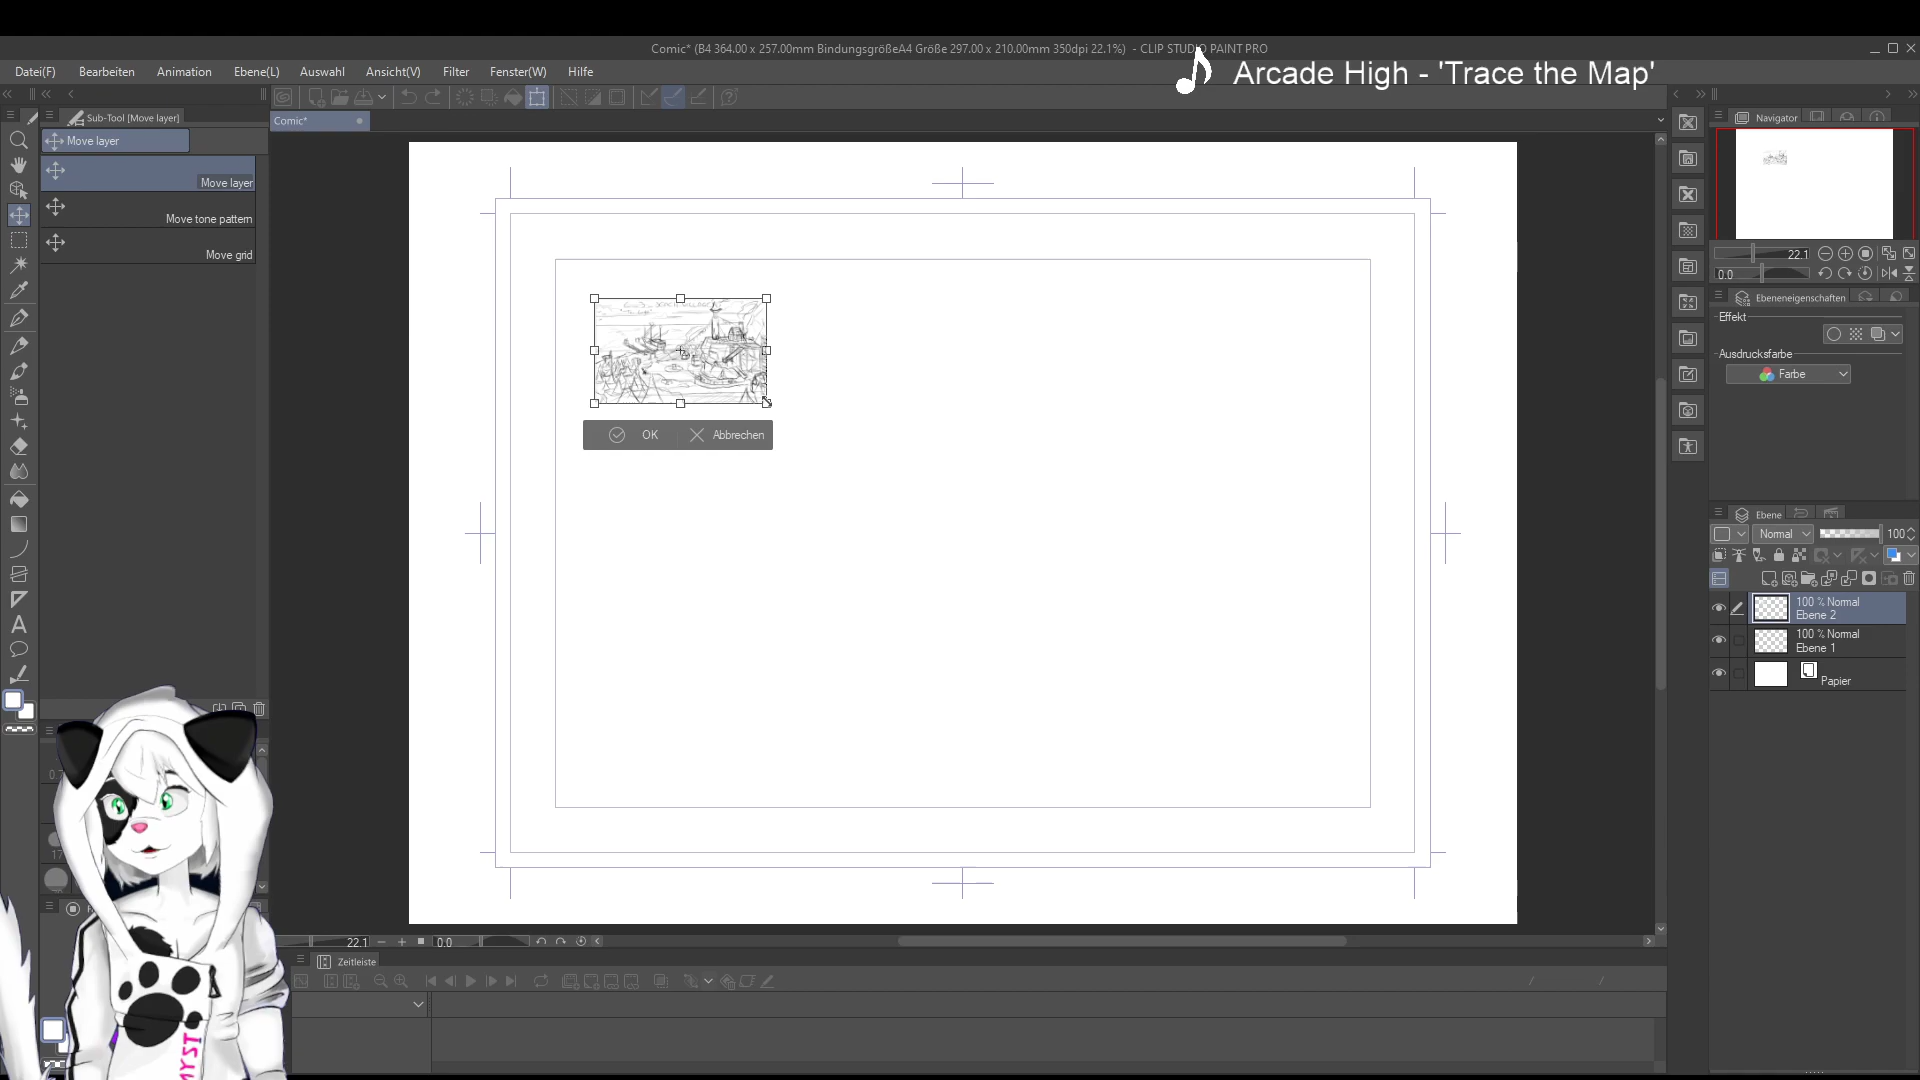 Comic* (B4 364.00 x 257.00mm BindungsgrößeA4 Größe 297.00 x 210.00mm 350dpi 22.1%) - CLIP STUDIO PAINT PRO
Arcade High - 'Trace the Map'
Datei(F) Bearbeiten Animation Ebene(L) Auswahl Ansicht(V) Filter Fenster(W) Hilfe
Sub-Tool [Move layer]
Comic*
Navigator
Move layer
Move layer
Move tone pattern
Move grid
22.1
0.0
Ebeneneigenschaften
Effekt
Ausdrucksfarbe
Farbe
OK Abbrechen
Ebene
Normal 100
100 % Normal
Ebene 2
100 % Normal
Ebene 1
Papier
17
22.1 0.0
Zeitleiste
MYST